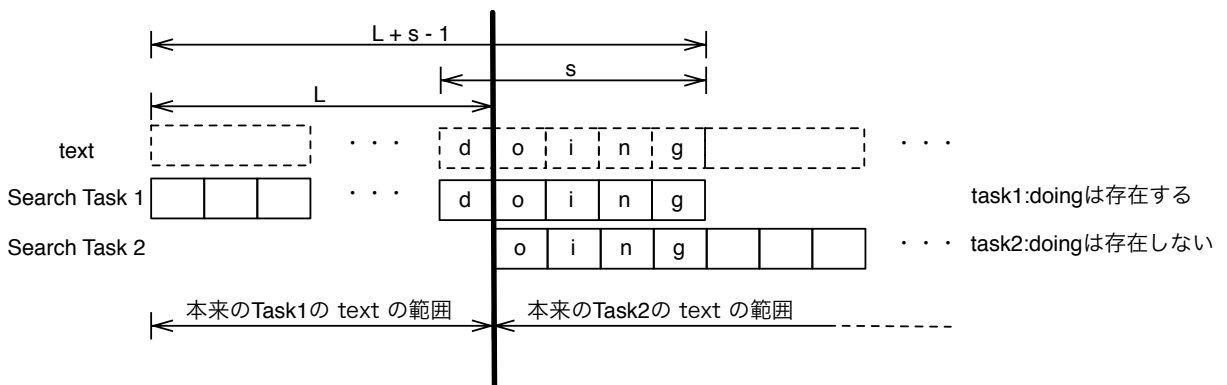 L + s - 1
s
L
text ・・・ d o i n g ・・・
Search Task 1 ・・・ d o i n g task1:doingは存在する
Search Task 2 o i n g ・・・ task2:doingは存在しない
本来のTask1の text の範囲 本来のTask2の text の範囲